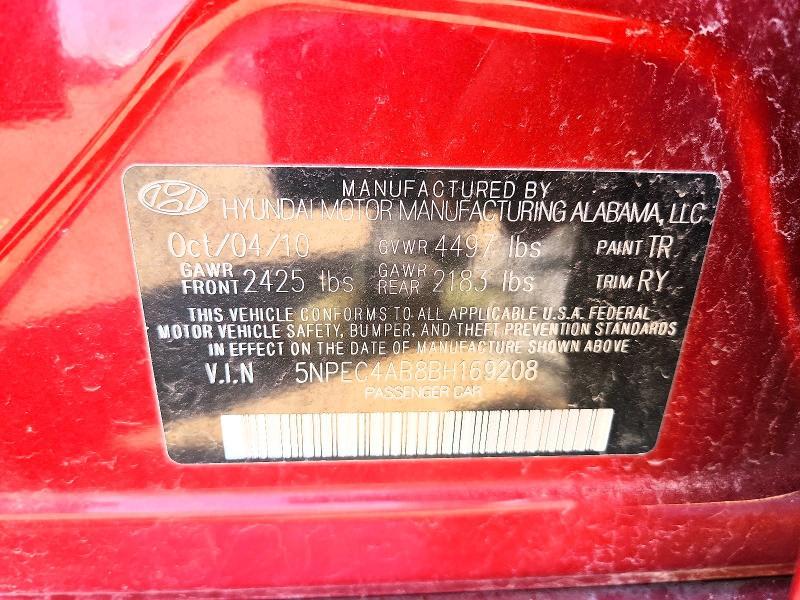 MANUFACTURED BY
HYUNDAI MOTOR MANUFACTURING ALABAMA, LLC
Oct/04/10 GVWR 4497 lbs PAINT TR
GAWR FRONT 2425 lbs GAWR REAR 2183 lbs TRIM RY
THIS VEHICLE CONFORMS TO ALL APPLICABLE U.S.A. FEDERAL
MOTOR VEHICLE SAFETY, BUMPER, AND THEFT PREVENTION STANDARDS
IN EFFECT ON THE DATE OF MANUFACTURE SHOWN ABOVE
V.I.N 5NPEC4AB8BH169208
PASSENGER CAR